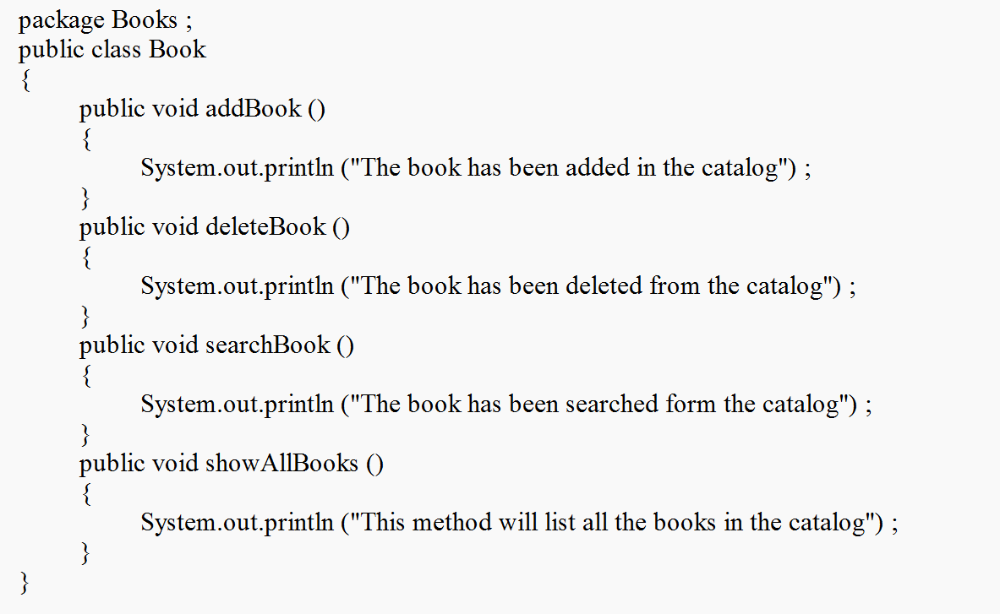 package Books ;
public class Book
{
public void addBook ()
{
System.out.println ("The book has been added in the catalog") ;
}
public void deleteBook ()
{
System.out.println ("The book has been deleted from the catalog") ;
}
public void searchBook ()
{
System.out.println ("The book has been searched form the catalog") ;
}
public void showAllBooks ()
{
System.out.println ("This method will list all the books in the catalog") ;
}
}